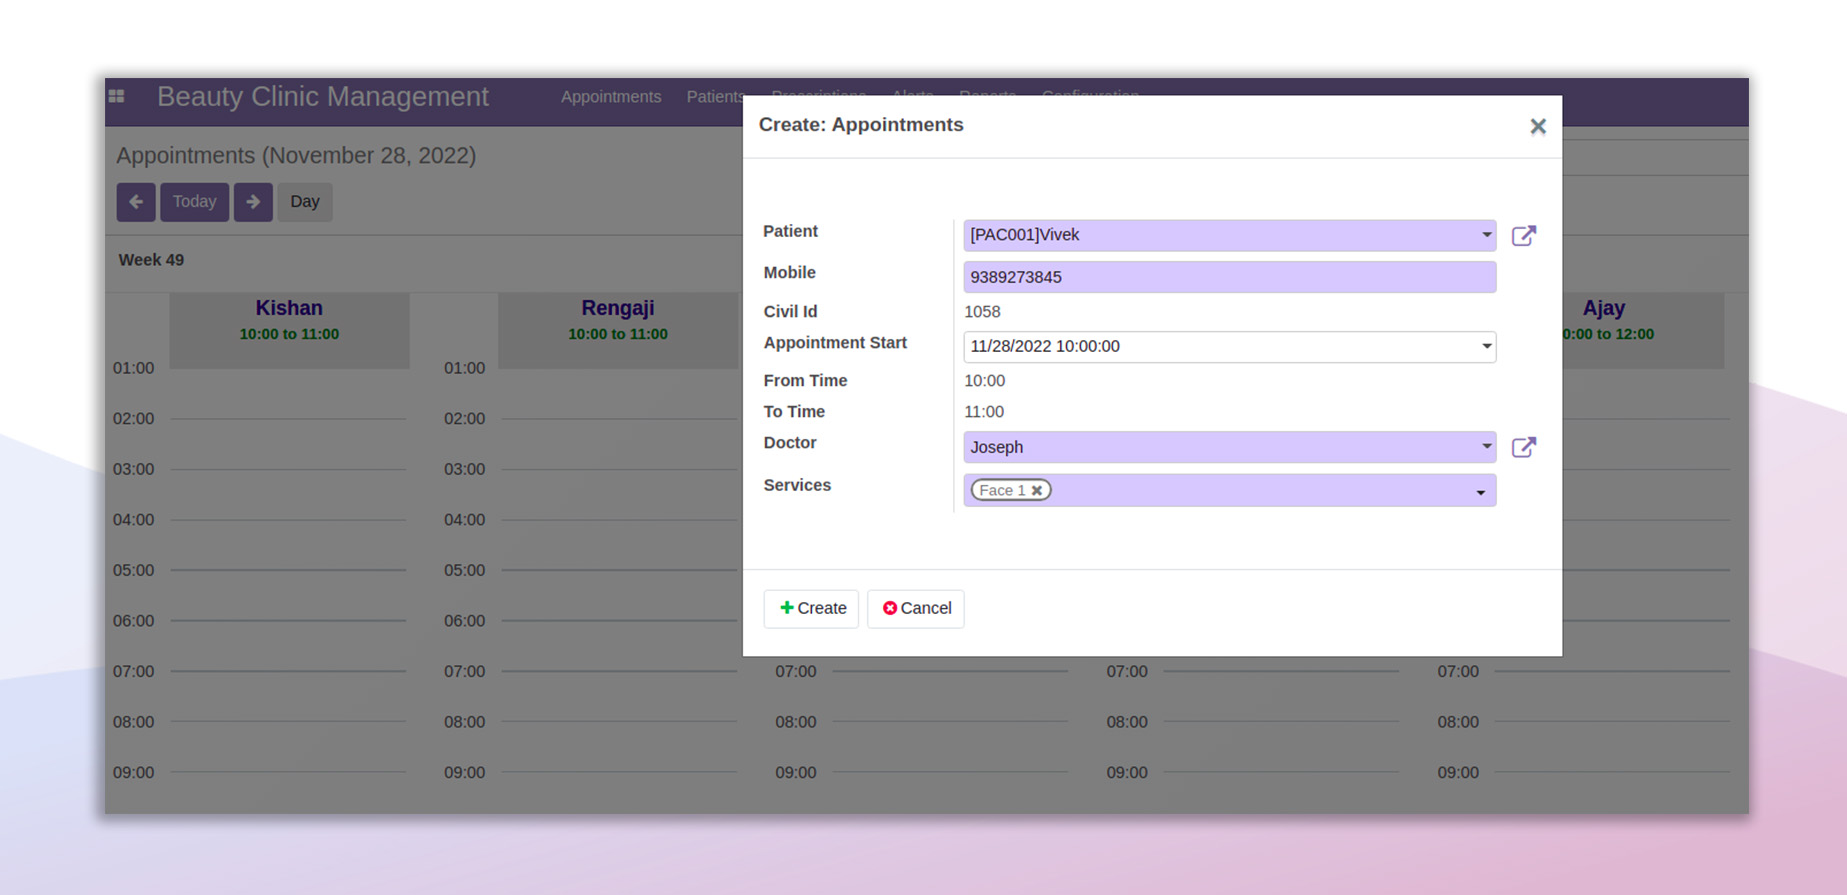 Beauty Clinic Management
Appointments Patients Prescriptions Alerts Reports Configuration
Create: Appointments
Appointments (November 28, 2022)
Today Day
Week 49
Patient [PAC001]Vivek
Mobile 9389273845
Civil Id 1058
Appointment Start 11/28/2022 10:00:00
From Time 10:00
To Time 11:00
Doctor Joseph
Services Face 1
Create Cancel
Kishan Rengaji Ajay
10:00 to 11:00 10:00 to 11:00 0:00 to 12:00
01:00 01:00
02:00 02:00
03:00 03:00
04:00 04:00
05:00 05:00
06:00 06:00
07:00 07:00 07:00 07:00 07:00
08:00 08:00 08:00 08:00 08:00
09:00 09:00 09:00 09:00 09:00